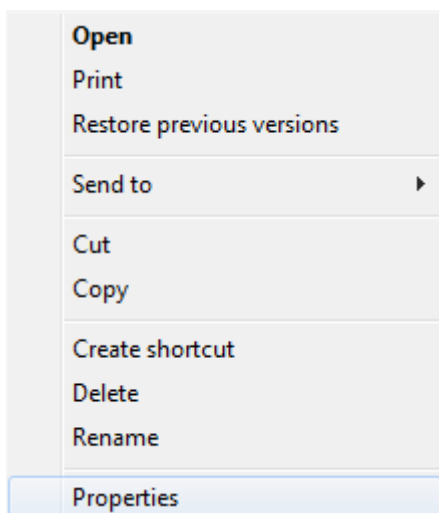 Open
Print
Restore previous versions
Send to
Cut
Copy
Create shortcut
Delete
Rename
Properties